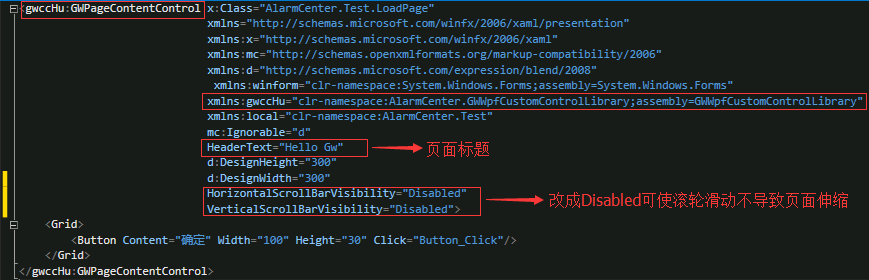 <gwccHu:GWPageContentControl x:Class="AlarmCenter.Test.LoadPage"
xmlns="http://schemas.microsoft.com/winfx/2006/xaml/presentation"
xmlns:x="http://schemas.microsoft.com/winfx/2006/xaml"
xmlns:mc="http://schemas.openxmlformats.org/markup-compatibility/2006"
xmlns:d="http://schemas.microsoft.com/expression/blend/2008"
xmlns:winform="clr-namespace:System.Windows.Forms;assembly=System.Windows.Forms"
xmlns:gwccHu="clr-namespace:AlarmCenter.GWWpfCustomControlLibrary;assembly=GWWpfCustomControlLibrary"
xmlns:local="clr-namespace:AlarmCenter.Test"
mc:Ignorable="d"
HeaderText="Hello Gw" 页面标题
d:DesignHeight="300"
d:DesignWidth="300"
HorizontalScrollBarVisibility="Disabled" 改成Disabled可使滚轮滑动不导致页面伸缩
VerticalScrollBarVisibility="Disabled">
<Grid>
<Button Content="确定" Width="100" Height="30" Click="Button_Click"/>
</Grid>
</gwccHu:GWPageContentControl>